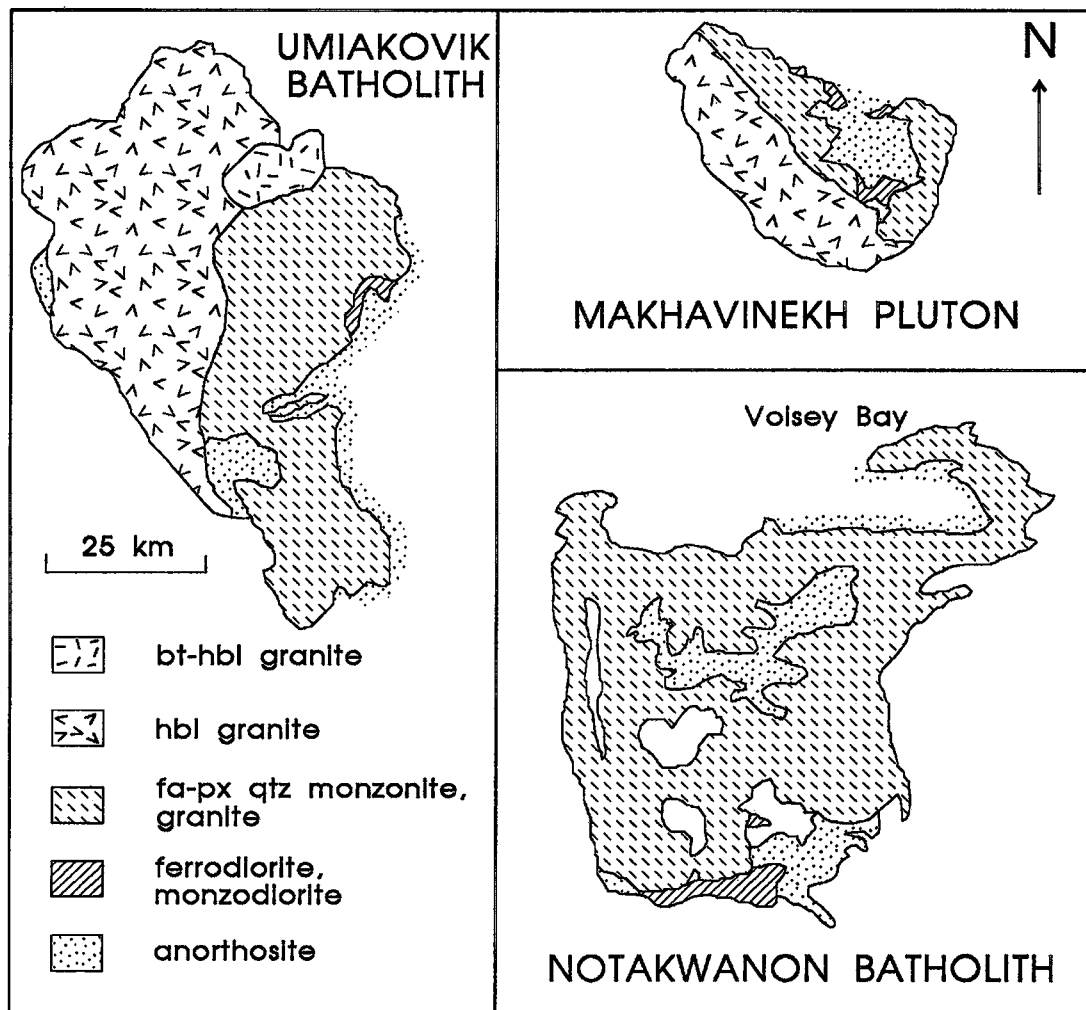 UMIAKOVIK
BATHOLITH
25 km
bt-hbl granite
hbl granite
fa-px qtz monzonite,
granite
ferrodiorite,
monzodiorite
anorthosite
N
MAKHAVINEKH PLUTON
Voisey Bay
NOTAKWANON BATHOLITH